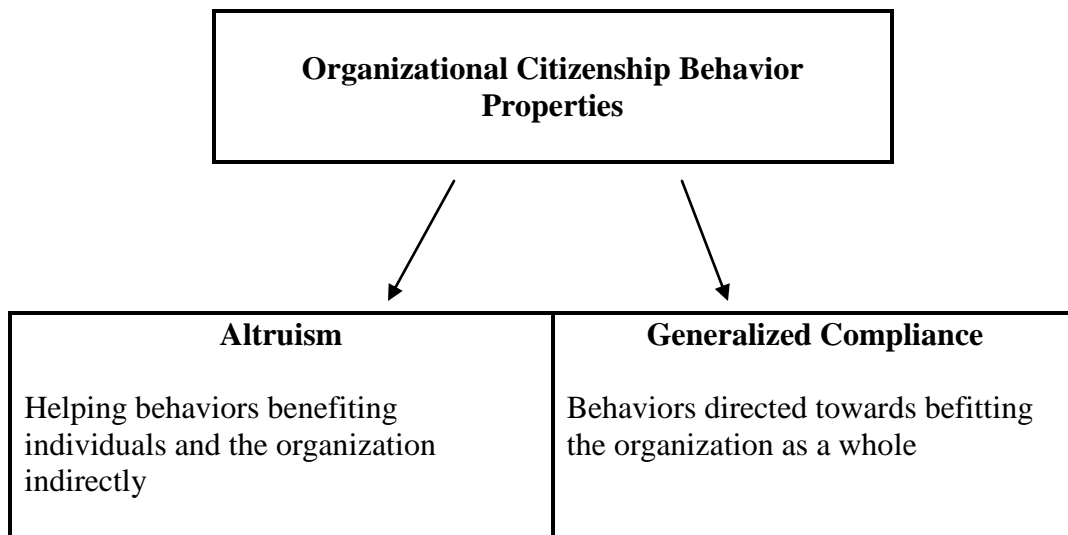 Organizational Citizenship Behavior
Properties
Altruism
Helping behaviors benefiting
individuals and the organization
indirectly
Generalized Compliance
Behaviors directed towards befitting
the organization as a whole